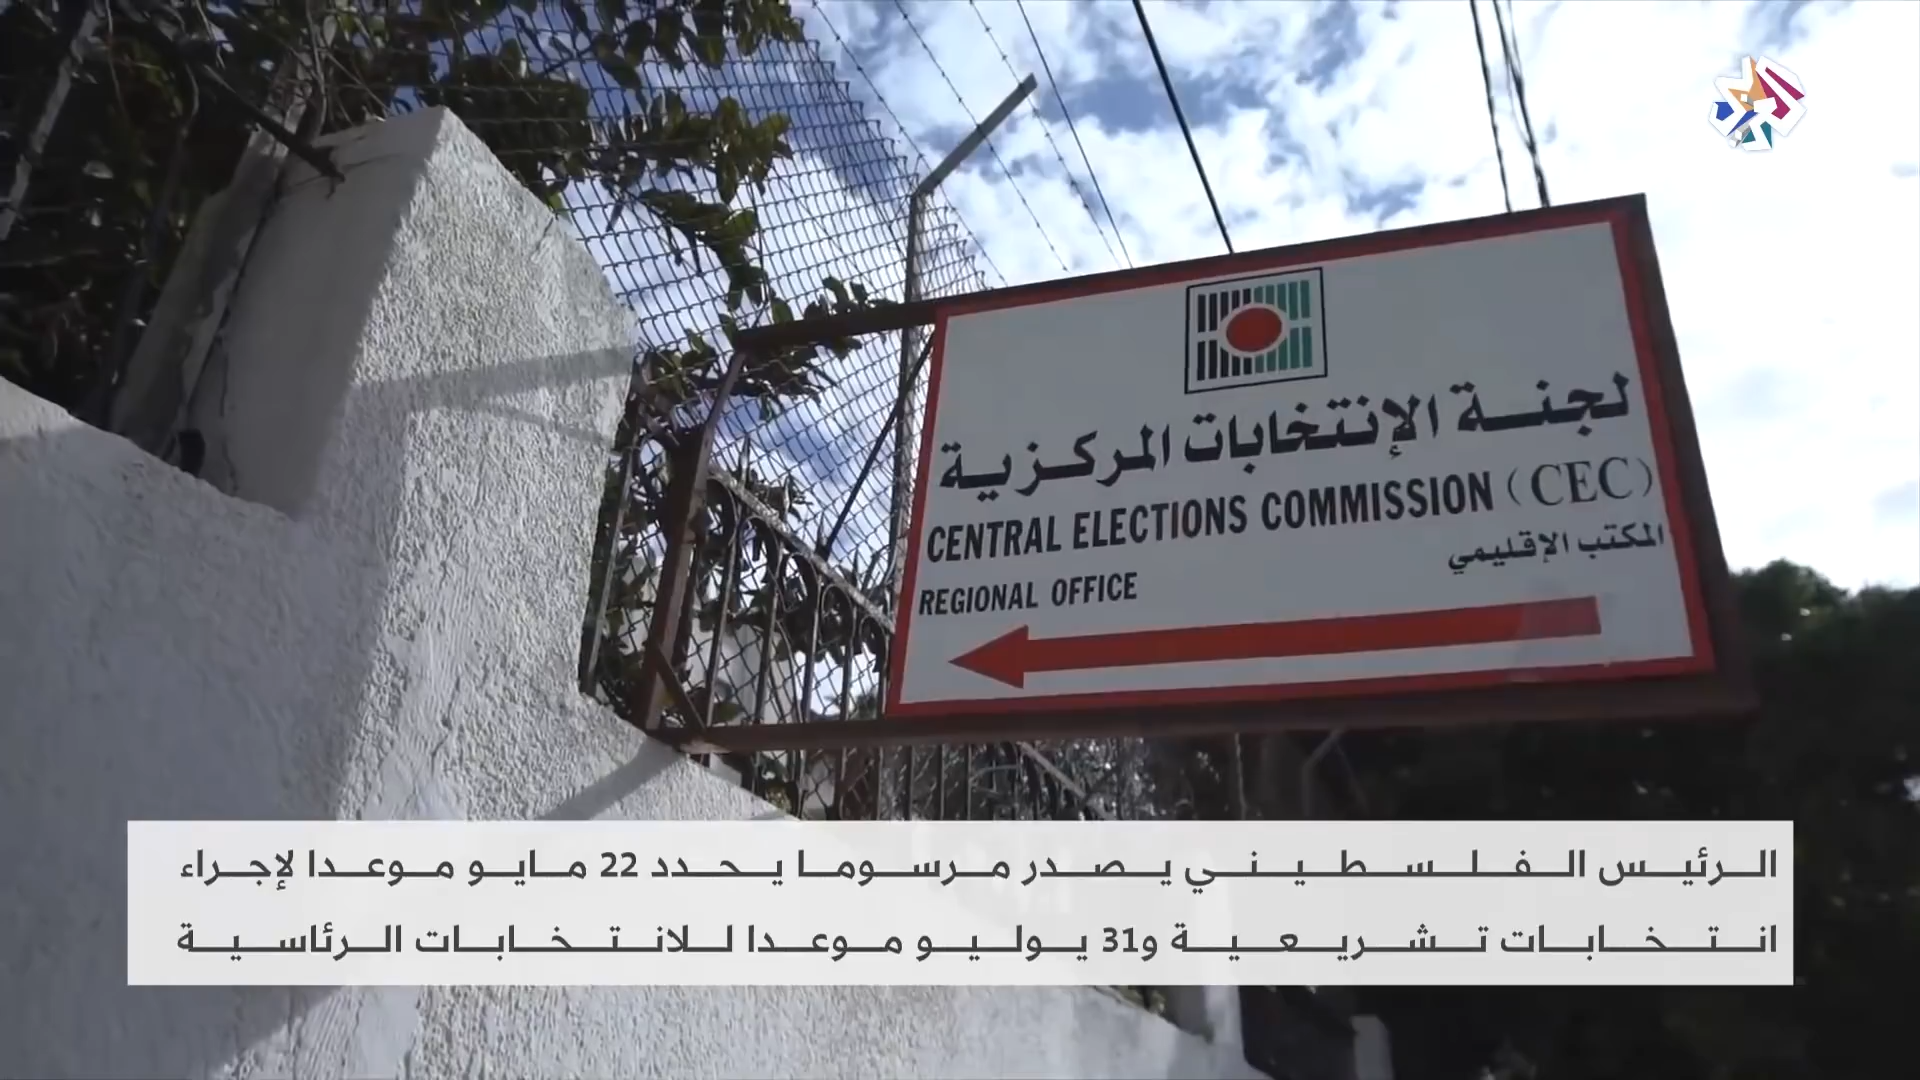 لجنة الإنتخابات المركزية
CENTRAL ELECTIONS COMMISSION (CEC)
المكتب الإقليمي
REGIONAL OFFICE
الرئيس الفلسطيني يصدر مرسوما يحدد 22 مايو موعدا لإجراء
انتخابات تشريعية و31 يوليو موعدا للانتخابات الرئاسية